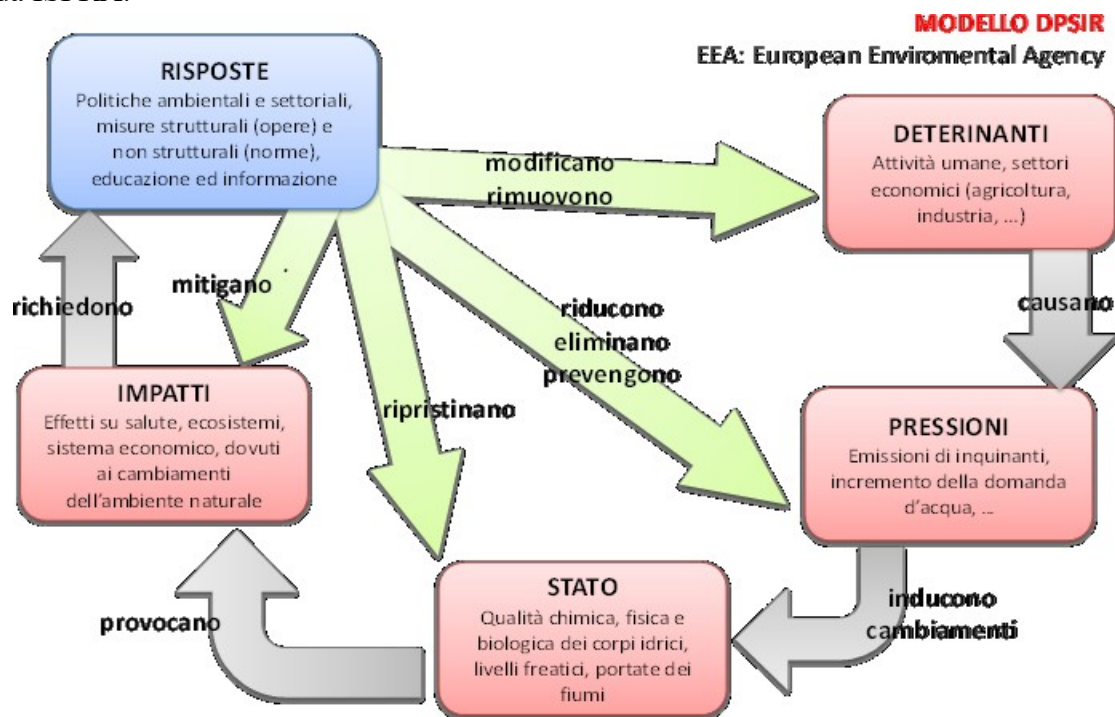 MODELLO DPSIR
EEA: European Enviromental Agency
RISPOSTE
Politiche ambientali e settoriali,
misure strutturali (opere) e
non strutturali (norme),
educazione ed informazione
modificano
rimuovono
DETERINANTI
Attività umane, settori
economici (agricoltura,
industria, ...)
richiedono
mitigano
riducono
eliminano
prevengono
causano
IMPATTI
Effetti su salute, ecosistemi,
sistema economico, dovuti
ai cambiamenti
dell'ambiente naturale
ripristinano
PRESSIONI
Emissioni di inquinanti,
incremento della domanda
d'acqua, ...
provocano
STATO
Qualità chimica, fisica e
biologica dei corpi idrici,
livelli freatici, portate dei
fiumi
inducono
cambiamenti